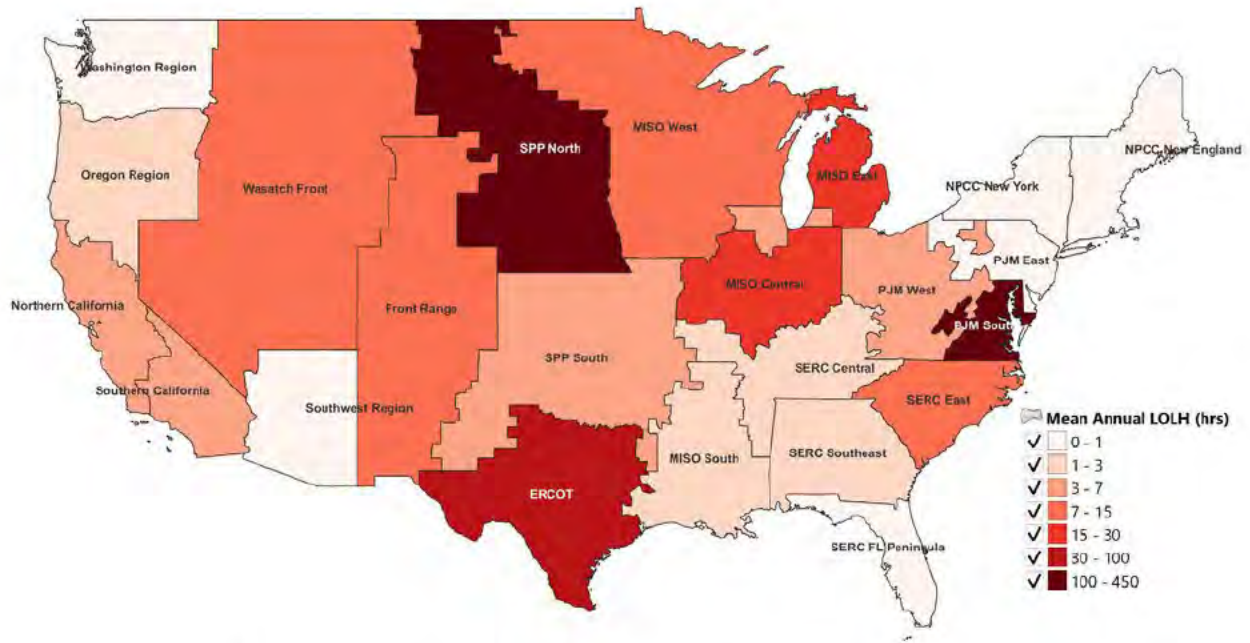 Washington Region
Oregon Region
Northern California
Southern California
Wasatch Front
Front Range
Southwest Region
SPP North
SPP South
ERCOT
MISO West
MISO East
MISO Central
MISO South
SERC Central
SERC Southeast
SERC East
SERC FL Peninsula
PJM West
PJM South
PJM East
NPCC New York
NPCC New England
Mean Annual LOLH (hrs)
0 - 1
1 - 3
3 - 7
7 - 15
15 - 30
30 - 100
100 - 450